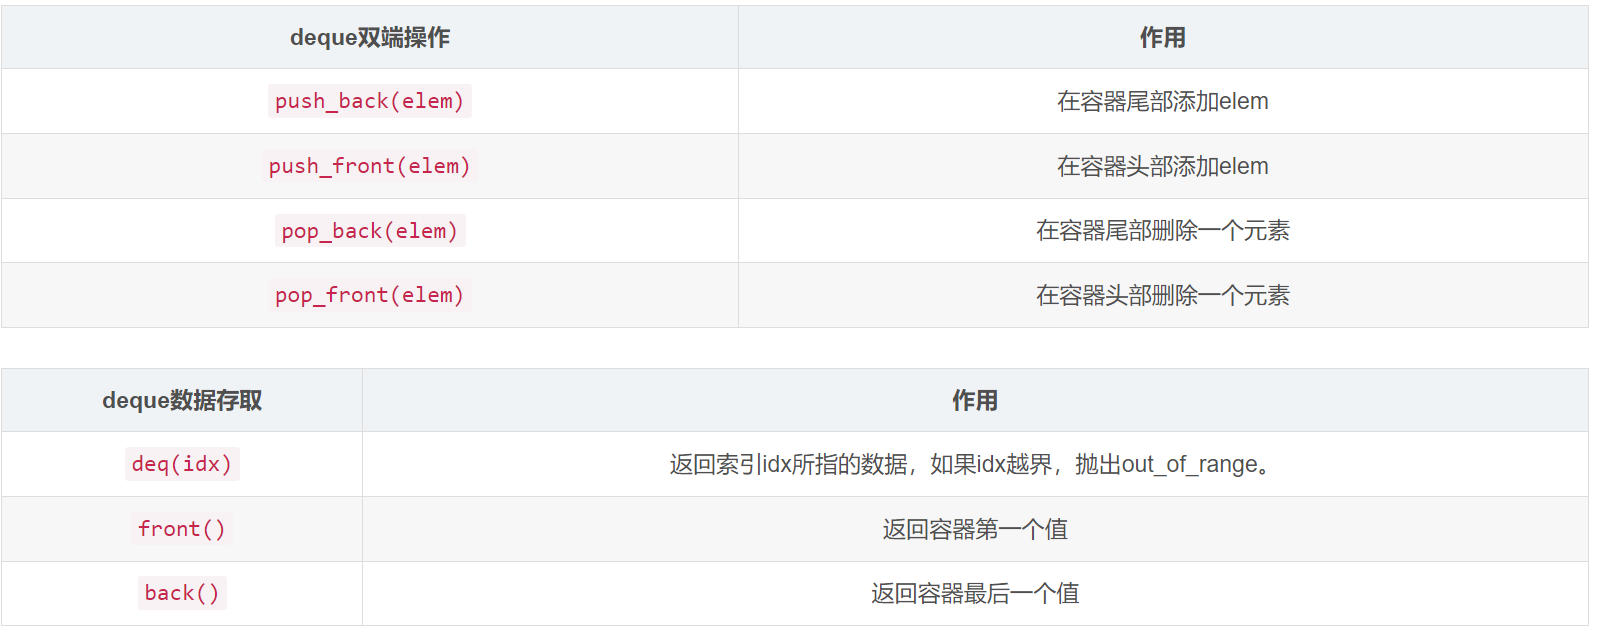 deque双端操作 作用
push_back(elem) 在容器尾部添加elem
push_front(elem) 在容器头部添加elem
pop_back(elem) 在容器尾部删除一个元素
pop_front(elem) 在容器头部删除一个元素
deque数据存取 作用
deq(idx) 返回索引idx所指的数据，如果idx越界，抛出out_of_range。
front() 返回容器第一个值
back() 返回容器最后一个值